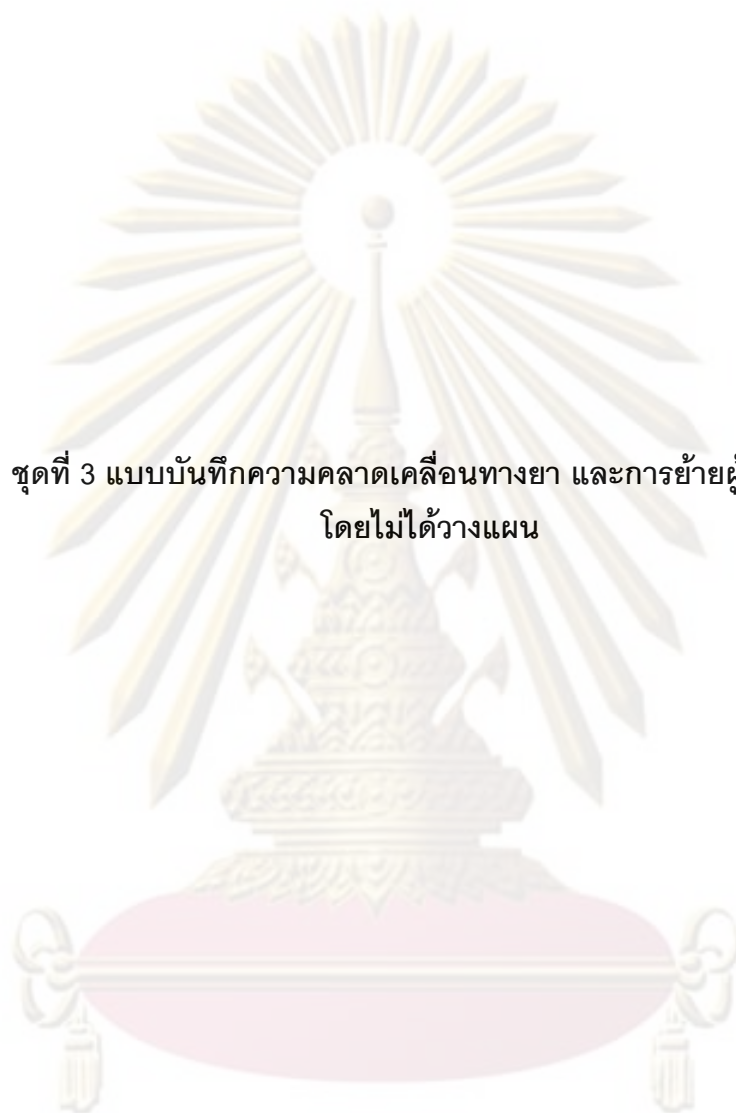 ชุดที่ 3 แบบบันทึกความคลาดเคลื่อนทางยา และการย้าย
โดยไม่ได้วางแผน